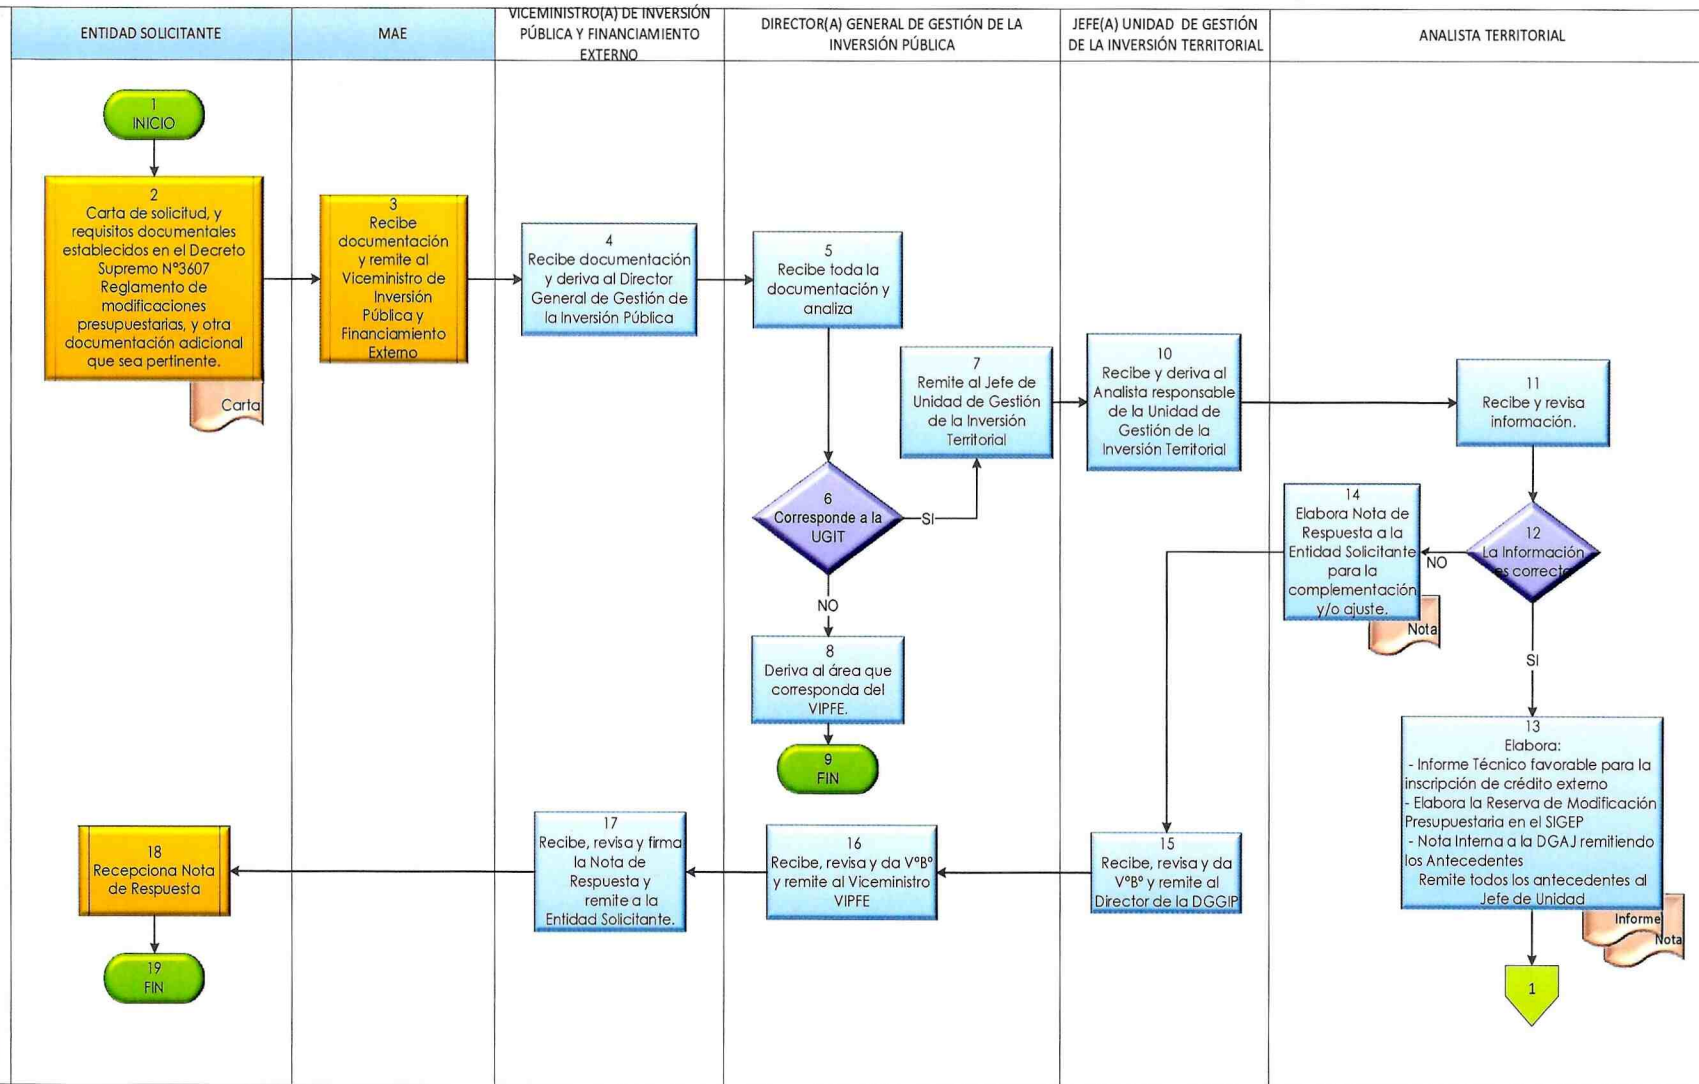 ENTIDAD SOLICITANTE
MAE
VICEMINISTRO(A) DE INVERSIÓN
PÚBLICA Y FINANCIAMIENTO
EXTERNO
DIRECTOR(A) GENERAL DE GESTIÓN DE LA
INVERSIÓN PÚBLICA
JEFE(A) UNIDAD DE GESTIÓN
DE LA INVERSIÓN TERRITORIAL
ANALISTA TERRITORIAL
1
INICIO
2
Carta de solicitud, y
requisitos documentales
establecidos en el Decreto
Supremo N°3607
Reglamento de
modificaciones
presupuestarias, y otra
documentación adicional
que sea pertinente.
Carta
3
Recibe
documentación
y remite al
Viceministro de
Inversión
Pública y
Financiamiento
Externo
4
Recibe documentación
y deriva al Director
General de Gestión de
la Inversión Pública
5
Recibe toda la
documentación y
analiza
6
Corresponde a la
UGIT
SI
NO
7
Remite al Jefe de
Unidad de Gestión
de la Inversión
Territorial
8
Deriva al área que
corresponda del
VIPFE.
9
FIN
10
Recibe y deriva al
Analista responsable
de la Unidad de
Gestión de la
Inversión Territorial
11
Recibe y revisa
información.
12
La Información
es correcta
NO
SI
14
Elabora Nota de
Respuesta a la
Entidad Solicitante
para la
complementación
y/o ajuste.
Nota
13
Elabora:
- Informe Técnico favorable para la
inscripción de crédito externo
- Elabora la Reserva de Modificación
Presupuestaria en el SIGEP
- Nota Interna a la DGAJ remitiendo
los Antecedentes
Remite todos los antecedentes al
Jefe de Unidad
Informe
Nota
1
15
Recibe, revisa y da
VºBº y remite al
Director de la DGGIP
16
Recibe, revisa y da VºBº
y remite al Viceministro
VIPFE
17
Recibe, revisa y firma
la Nota de
Respuesta y
remite a la
Entidad Solicitante.
18
Recepciona Nota
de Respuesta
19
FIN